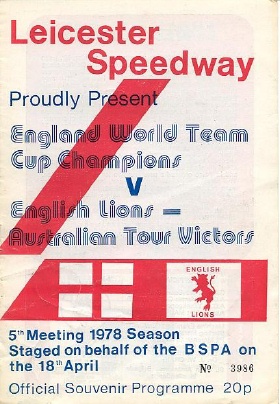 Leicester
Speedway
Proudly Present
England World Team
Cup Champions
V
English Lions –
Australian Tour Victors
ENGLISH
LIONS
5th Meeting 1978 Season
Staged on behalf of the BSPA on
the 18th April
No 3986
Official Souvenir Programme 20p